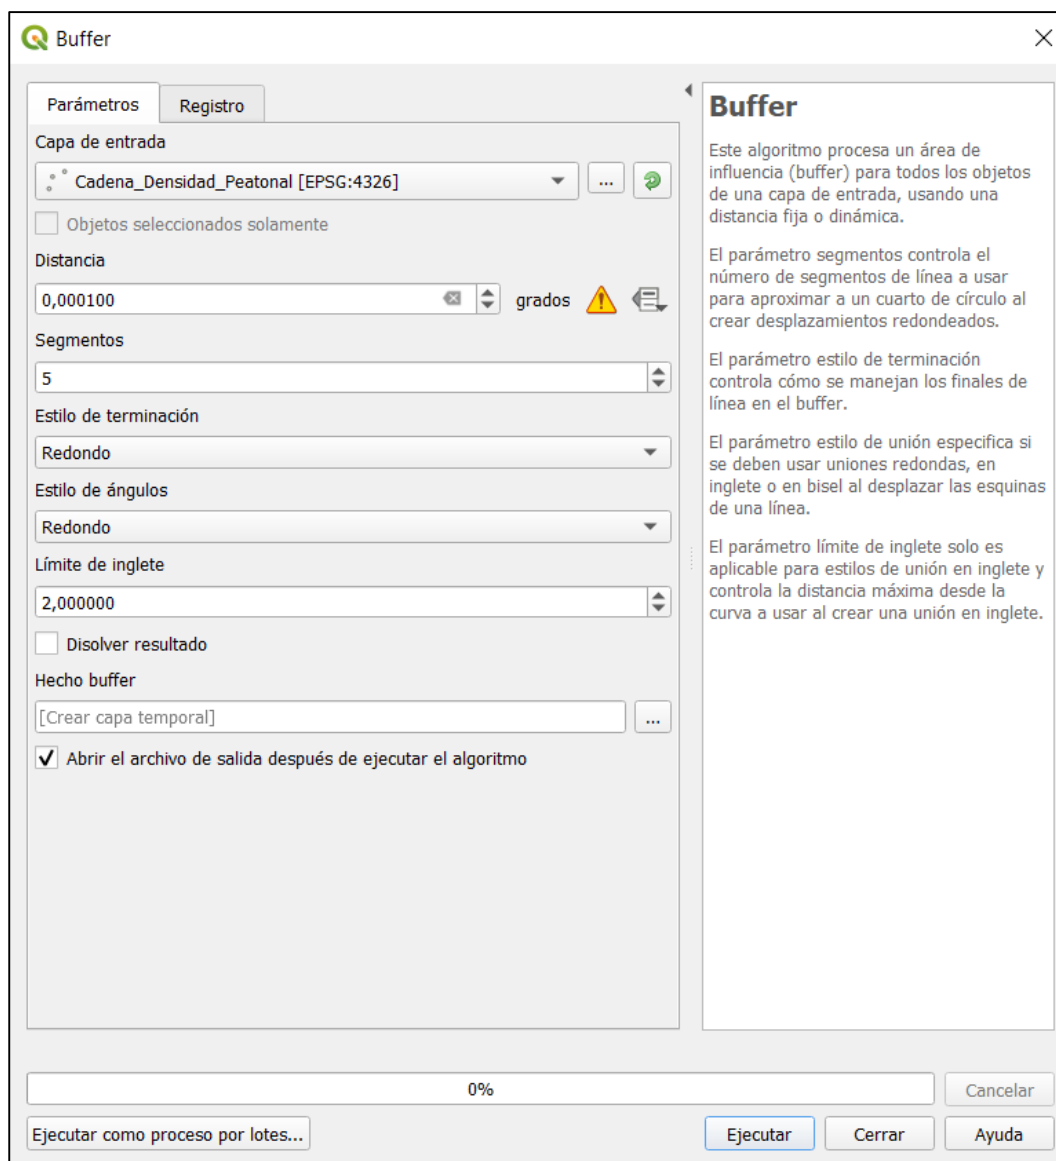 Buffer
Parámetros
Registro
Capa de entrada
Cadena_Densidad_Peatonal [EPSG:4326]
...
Objetos seleccionados solamente
Distancia
0,000100
grados
Segmentos
5
Estilo de terminación
Redondo
Estilo de ángulos
Redondo
Límite de inglete
2,000000
Disolver resultado
Hecho buffer
[Crear capa temporal]
...
Abrir el archivo de salida después de ejecutar el algoritmo
Buffer
Este algoritmo procesa un área de
influencia (buffer) para todos los objetos
de una capa de entrada, usando una
distancia fija o dinámica.
El parámetro segmentos controla el
número de segmentos de línea a usar
para aproximar a un cuarto de círculo al
crear desplazamientos redondeados.
El parámetro estilo de terminación
controla cómo se manejan los finales de
línea en el buffer.
El parámetro estilo de unión especifica si
se deben usar uniones redondas, en
inglete o en bisel al desplazar las esquinas
de una línea.
El parámetro límite de inglete solo es
aplicable para estilos de unión en inglete y
controla la distancia máxima desde la
curva a usar al crear una unión en inglete.
0%
Cancelar
Ejecutar como proceso por lotes...
Ejecutar
Cerrar
Ayuda